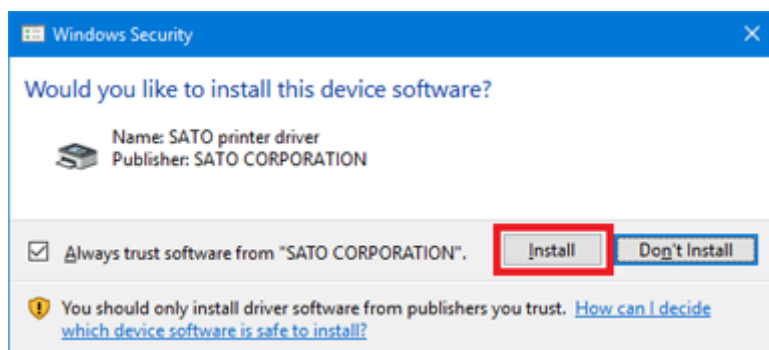 Windows Security
Would you like to install this device software?
Name: SATO printer driver
Publisher: SATO CORPORATION
Always trust software from "SATO CORPORATION".
Install
Don't Install
You should only install driver software from publishers you trust. How can I decide
which device software is safe to install?